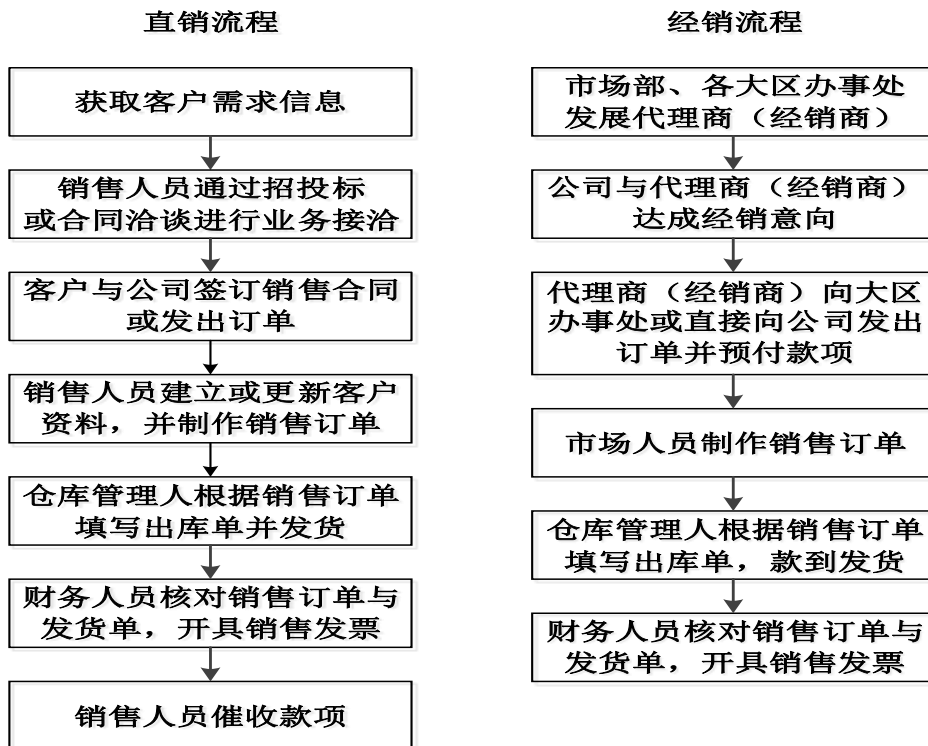 直销流程
获取客户需求信息
销售人员通过招投标
或合同洽谈进行业务接洽
客户与公司签订销售合同
或发出订单
销售人员建立或更新客户
资料，并制作销售订单
仓库管理人根据销售订单
填写出库单并发货
财务人员核对销售订单与
发货单，开具销售发票
销售人员催收款项
经销流程
市场部、各大区办事处
发展代理商（经销商）
公司与代理商（经销商）
达成经销意向
代理商（经销商）向大区
办事处或直接向公司发出
订单并预付款项
市场人员制作销售订单
仓库管理人根据销售订单
填写出库单，款到发货
财务人员核对销售订单与
发货单，开具销售发票